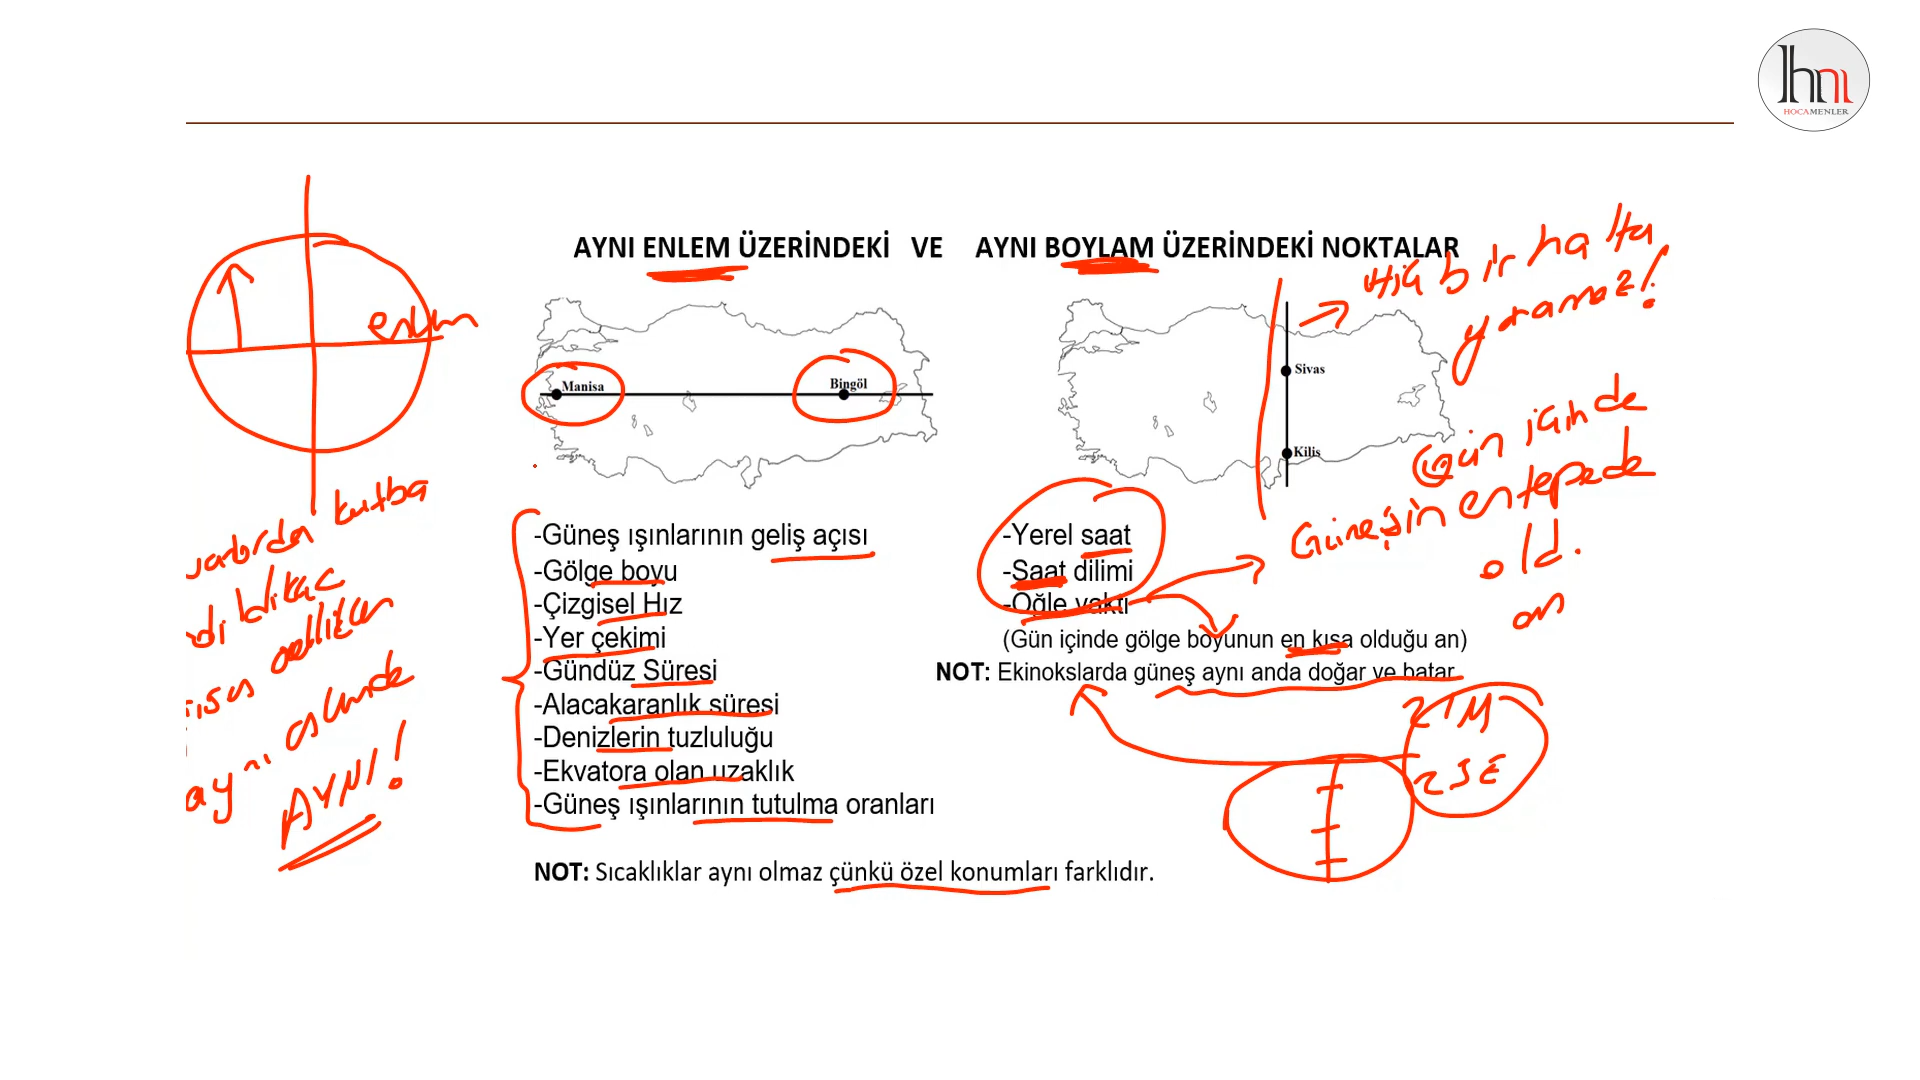 hm
HOCAMENLER
AYNI ENLEM ÜZERİNDEKİ VE AYNI BOYLAM ÜZERİNDEKİ NOKTALAR
enlem
Manisa
Bingöl
Sivas
Kilis
Hiç bir halta
yaramaz!
-Güneş ışınlarının geliş açısı
-Gölge boyu
-Çizgisel Hız
-Yer çekimi
-Gündüz Süresi
-Alacakaranlık süresi
-Denizlerin tuzluluğu
-Ekvatora olan uzaklık
-Güneş ışınlarının tutulma oranları
NOT: Sıcaklıklar aynı olmaz çünkü özel konumları farklıdır.
-Yerel saat
-Saat dilimi
-Öğle vakti
(Gün içinde gölge boyunun en kısa olduğu an)
NOT: Ekinokslarda güneş aynı anda doğar ve batar.
Gün içinde
Güneşin entepede
old.
an
21 M
23 E
kutba
aynı enlemde
AYNI!